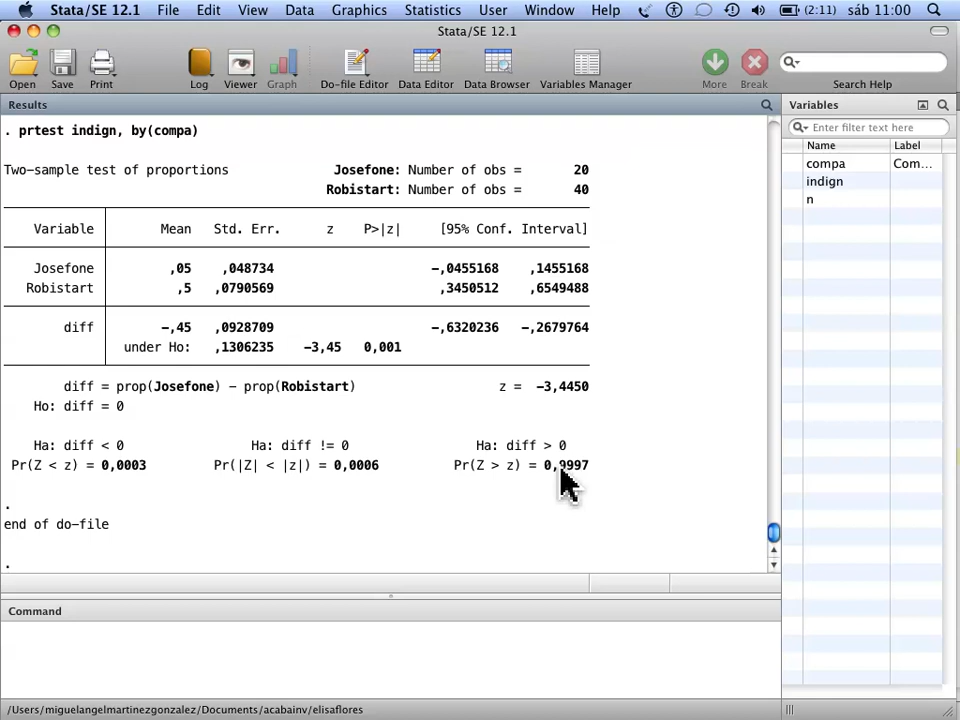 Stata/SE 12.1 File Edit View Data Graphics Statistics User Window Help (2:11) sáb 11:00
Stata/SE 12.1
Open Save Print Log Viewer Graph Do-file Editor Data Editor Data Browser Variables Manager More Break Search Help
Results
. prtest indign, by(compa)
Two-sample test of proportions Josefone: Number of obs = 20
Robistart: Number of obs = 40
Variable Mean Std. Err. z P>|z| [95% Conf. Interval]
Josefone ,05 ,048734 -,0455168 ,1455168
Robistart ,5 ,0790569 ,3450512 ,6549488
diff -,45 ,0928709 -,6320236 -,2679764
under Ho: ,1306235 -3,45 0,001
diff = prop(Josefone) - prop(Robistart) z = -3,4450
Ho: diff = 0
Ha: diff < 0 Ha: diff != 0 Ha: diff > 0
Pr(Z < z) = 0,0003 Pr(|Z| < |z|) = 0,0006 Pr(Z > z) = 0,9997
.
end of do-file
.
Command
/Users/miguelangelmartinezgonzalez/Documents/acabainv/elisaflores
Variables
Enter filter text here
Name Label
compa Com...
indign
n